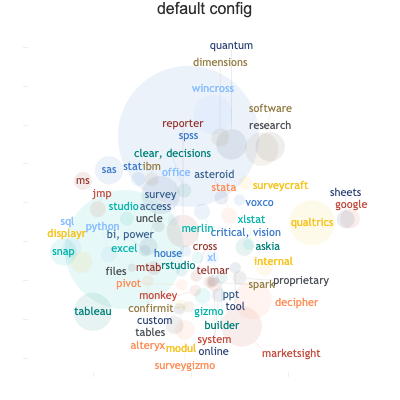 default config
quantum
dimensions
wincross
software
reporter
research
spss
clear, decisions
statibm
sas
office
asteroid
ms
stata
surveycraft
jmp
survey
sheets
studio
access
voxco
google
uncle
xlstat
sql
python
merlin
qualtrics
displayr
bi, power
critical, vision
excel
cross
askia
snap
house
xl
internal
files
mtab
rstudio
telmar
pivot
spark
proprietary
monkey
ppt
decipher
confirmit
tool
tableau
gizmo
custom
builder
tables
system
alteryx
modul
online
marketsight
surveygizmo